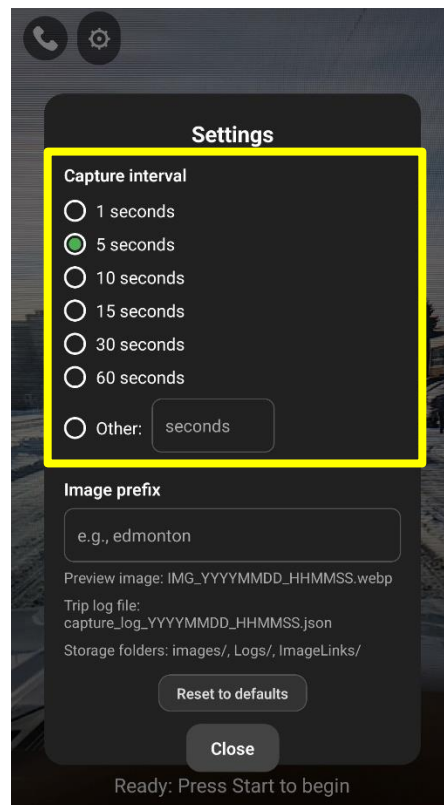 Settings
Capture interval
1 seconds
5 seconds
10 seconds
15 seconds
30 seconds
60 seconds
Other: seconds
Image prefix
e.g., edmonton
Preview image: IMG_YYYYMMDD_HHMMSS.webp
Trip log file:
capture_log_YYYYMMDD_HHMMSS.json
Storage folders: images/, Logs/, ImageLinks/
Reset to defaults
Close
Ready: Press Start to begin